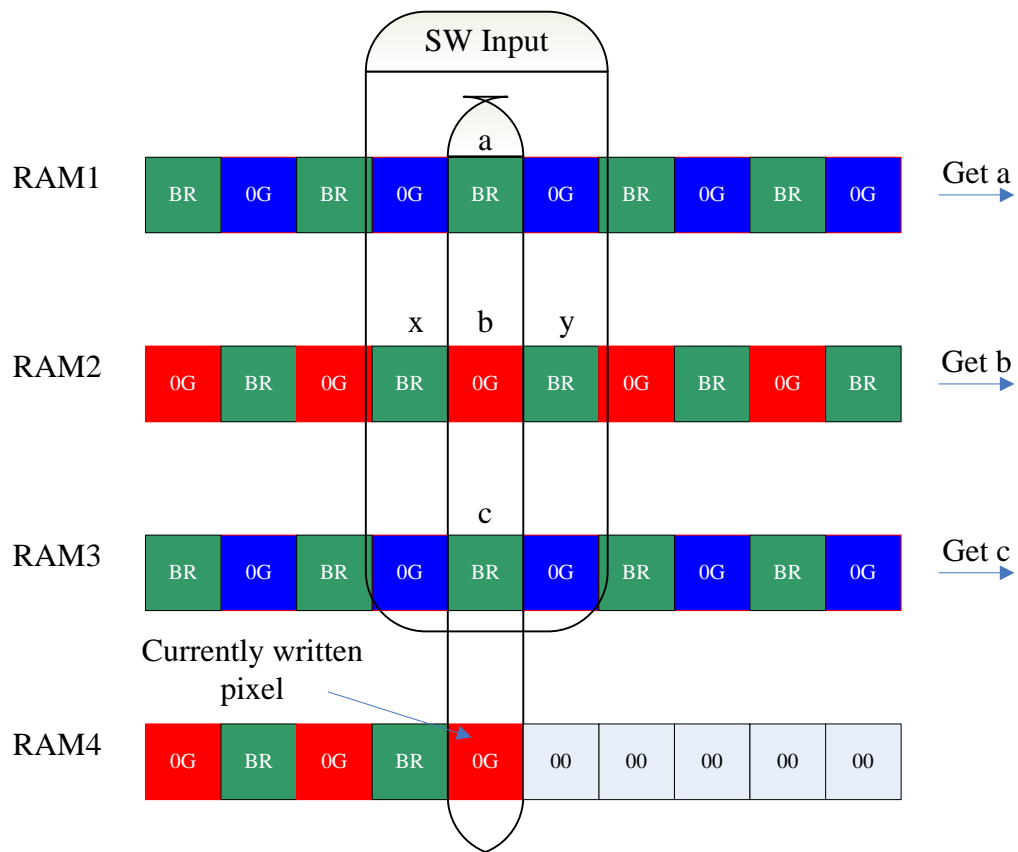 SW Input
a
RAM1 BR 0G BR 0G BR 0G BR 0G BR 0G Get a
x b y
RAM2 0G BR 0G BR 0G BR 0G BR 0G BR Get b
c
RAM3 BR 0G BR 0G BR 0G BR 0G BR 0G Get c
Currently written
pixel
RAM4 0G BR 0G BR 0G 00 00 00 00 00